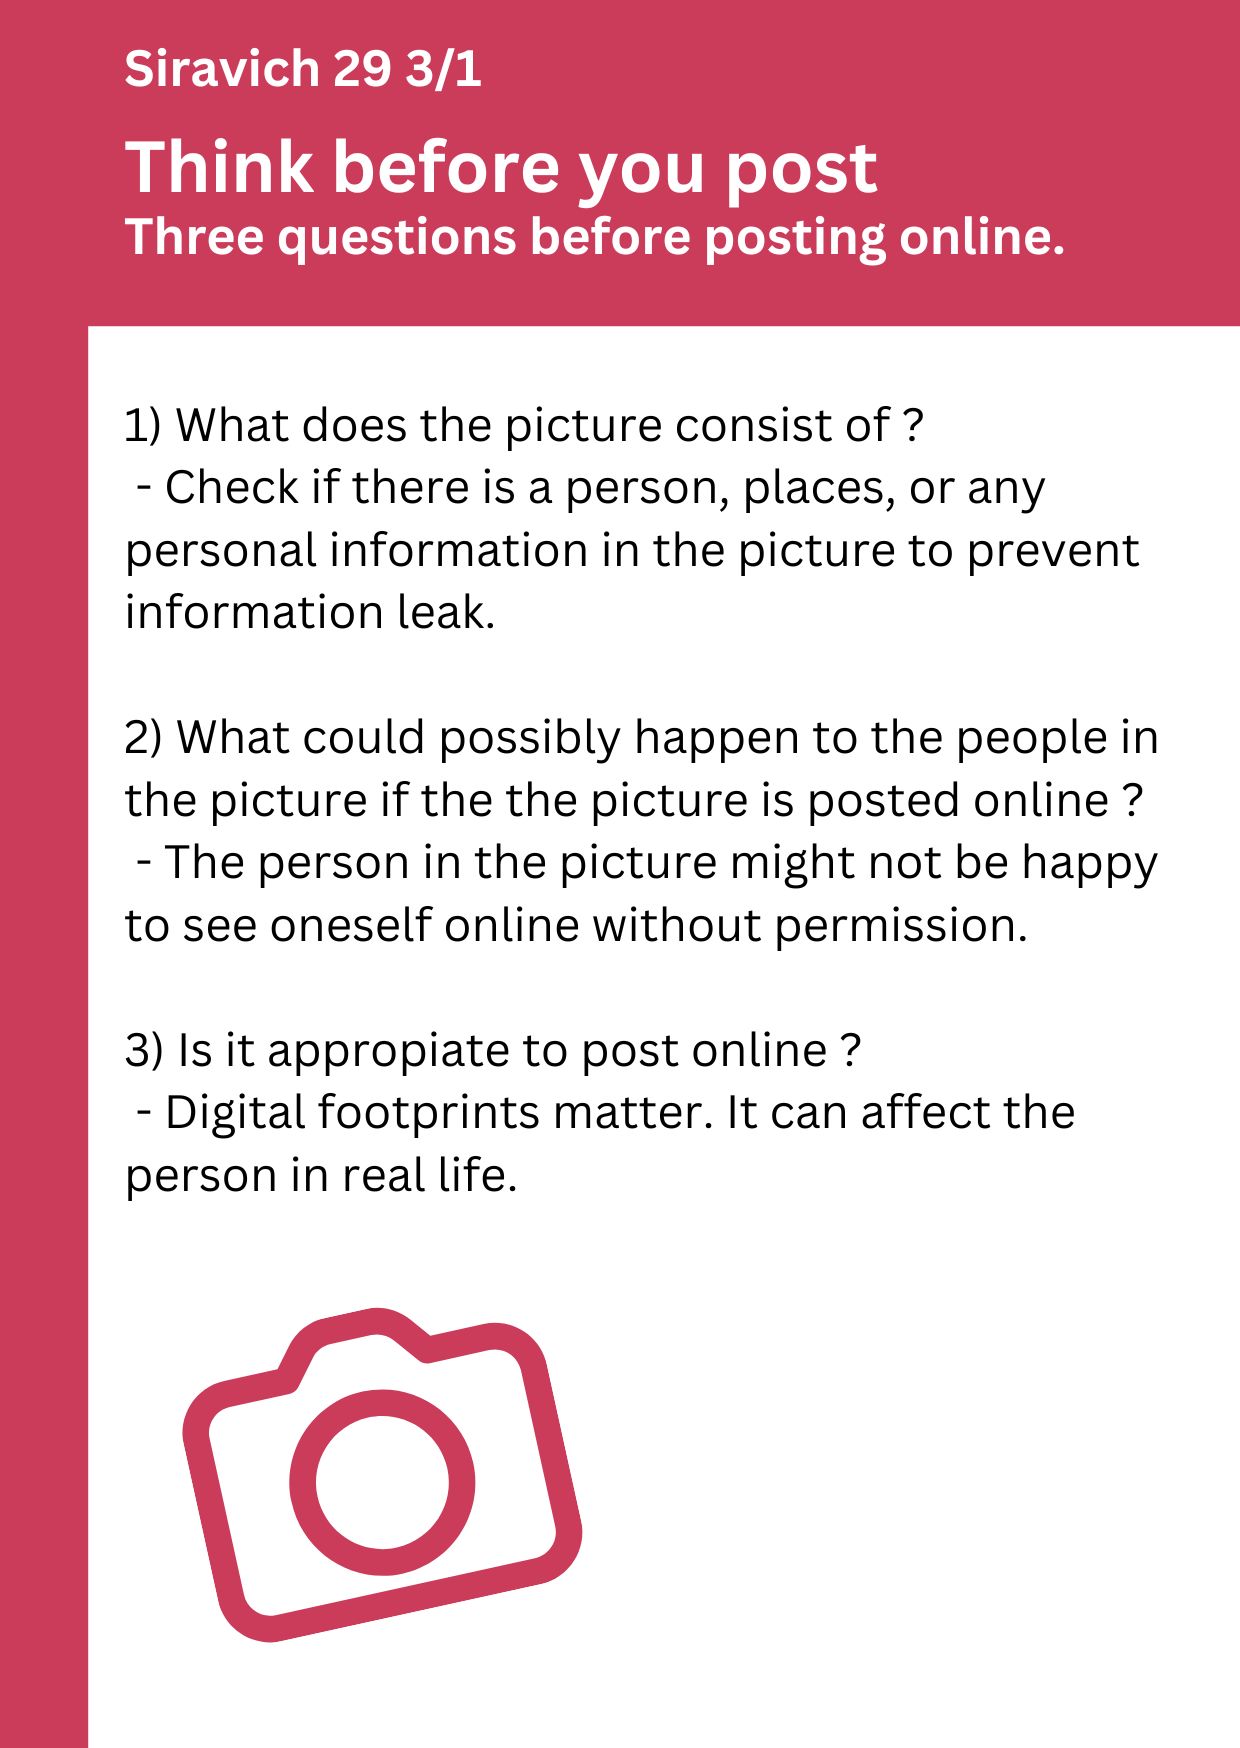 Siravich 29 3/1
Think before you post
Three questions before posting online.
1) What does the picture consist of ?
- Check if there is a person, places, or any
personal information in the picture to prevent
information leak.
2) What could possibly happen to the people in
the picture if the the picture is posted online ?
- The person in the picture might not be happy
to see oneself online without permission.
3) Is it appropiate to post online ?
- Digital footprints matter. It can affect the
person in real life.